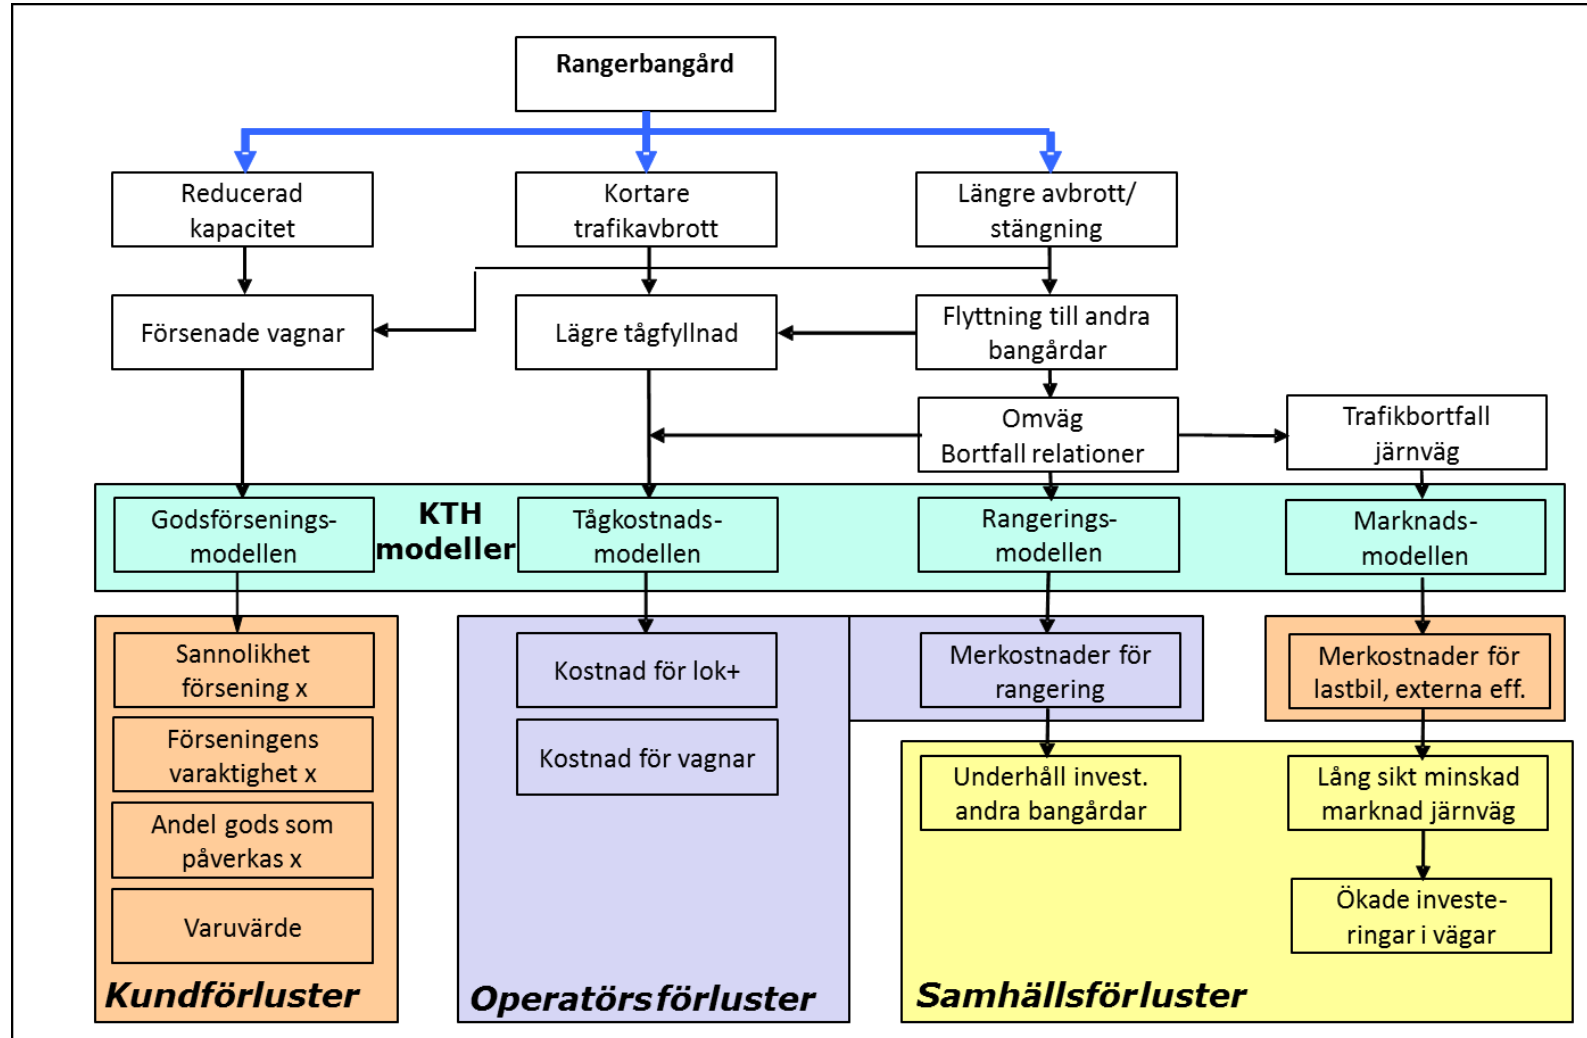 Rangerbangård
Reducerad
kapacitet
Kortare
trafikavbrott
Längre avbrott/
stängning
Försenade vagnar
Lägre tågfyllnad
Flyttning till andra
bangårdar
Omväg
Bortfall relationer
Trafikbortfall
järnväg
Godsförsenings-
modellen
KTH
modeller
Tågkostnads-
modellen
Rangerings-
modellen
Marknads-
modellen
Sannolikhet
försening x
Förseningens
varaktighet x
Andel gods som
påverkas x
Varuvärde
Kundförluster
Kostnad för lok+
Kostnad för vagnar
Operatörsförluster
Merkostnader för
rangering
Merkostnader för
lastbil, externa eff.
Underhåll invest.
andra bangårdar
Lång sikt minskad
marknad järnväg
Ökade investe-
ringar i vägar
Samhällsförluster